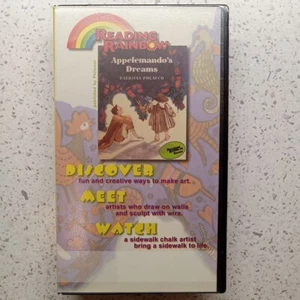 READING
RAINBOW
Appelemando's
Dreams
PATRICIA POLACCO
DISCOVER
fun and creative ways to make art.
MEET
artists who draw on walls
and sculpt with wire.
WATCH
a sidewalk chalk artist
bring a sidewalk to life.